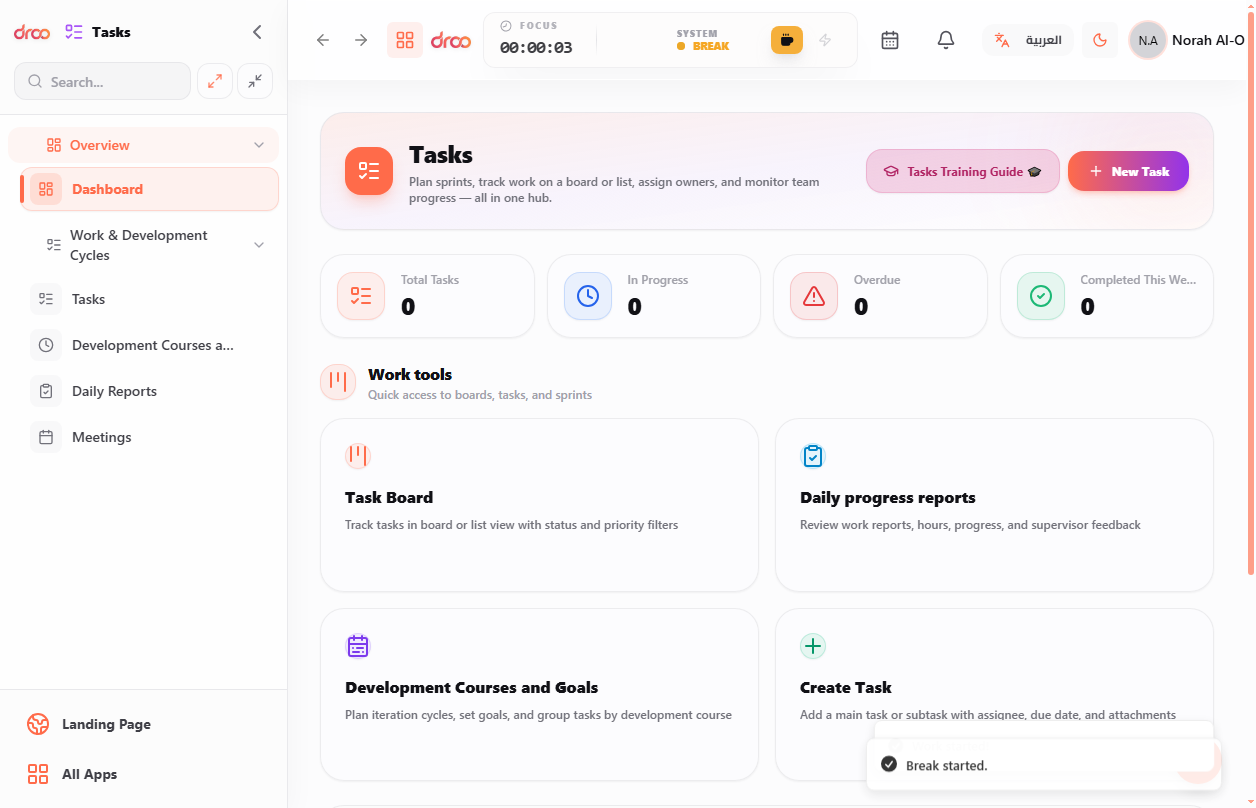 droo
Tasks
Search...
Overview
Dashboard
Work & Development
Cycles
Tasks
Development Courses a...
Daily Reports
Meetings
Landing Page
All Apps
droo
FOCUS
00:00:03
SYSTEM
BREAK
العربية
N.A
Norah Al-O
Tasks
Plan sprints, track work on a board or list, assign owners, and monitor team
progress — all in one hub.
Tasks Training Guide 🎓
New Task
Total Tasks
0
In Progress
0
Overdue
0
Completed This We...
0
Work tools
Quick access to boards, tasks, and sprints
Task Board
Track tasks in board or list view with status and priority filters
Daily progress reports
Review work reports, hours, progress, and supervisor feedback
Development Courses and Goals
Plan iteration cycles, set goals, and group tasks by development course
Create Task
Add a main task or subtask with assignee, due date, and attachments
Break started.